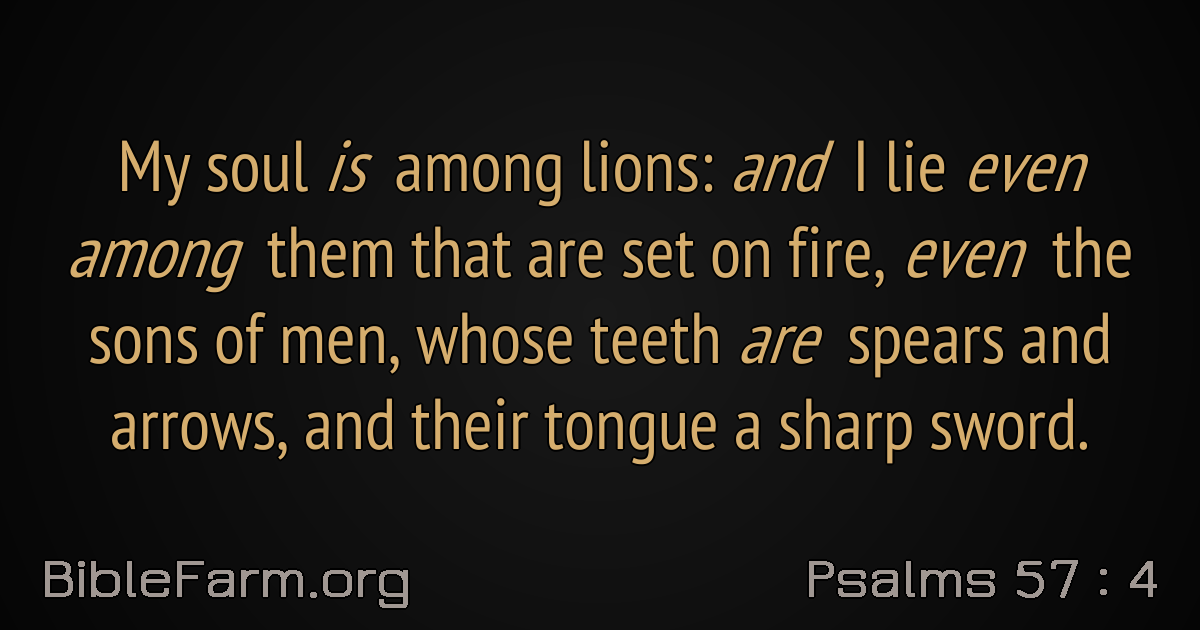 My soul is among lions: and I lie even
among them that are set on fire, even the
sons of men, whose teeth are spears and
arrows, and their tongue a sharp sword.
BibleFarm.org
Psalms 57 : 4